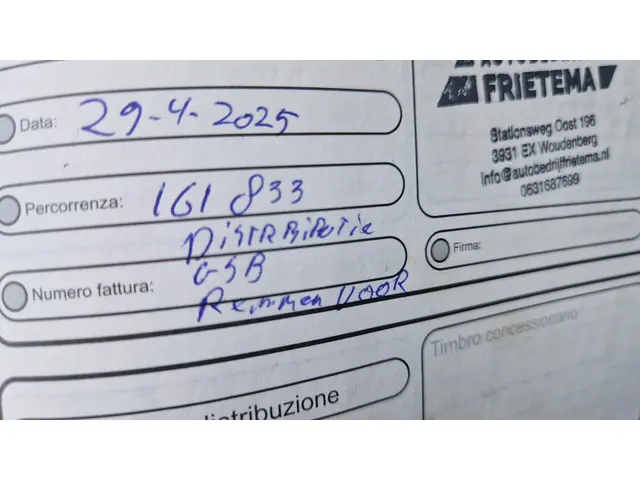 FRIETEMA
Stationsweg Oost 196
3931 EX Woudenberg
info@autobedrijffrietema.nl
0631687699
Data: 29-4-2025
Percorrenza: 161 833
DISTRIBUTIE
GSB
Remmen VOOR
Numero fattura:
Firma:
Timbro concessionario
distribuzione